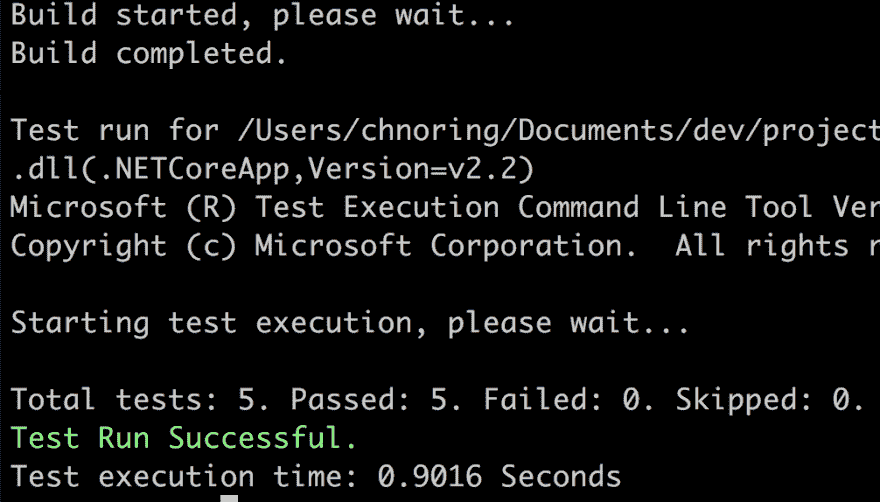 Build started, please wait...
Build completed.
Test run for /Users/chnoring/Documents/dev/project
.dll(.NETCoreApp,Version=v2.2)
Microsoft (R) Test Execution Command Line Tool Ver
Copyright (c) Microsoft Corporation.  All rights r
Starting test execution, please wait...
Total tests: 5. Passed: 5. Failed: 0. Skipped: 0.
Test Run Successful.
Test execution time: 0.9016 Seconds